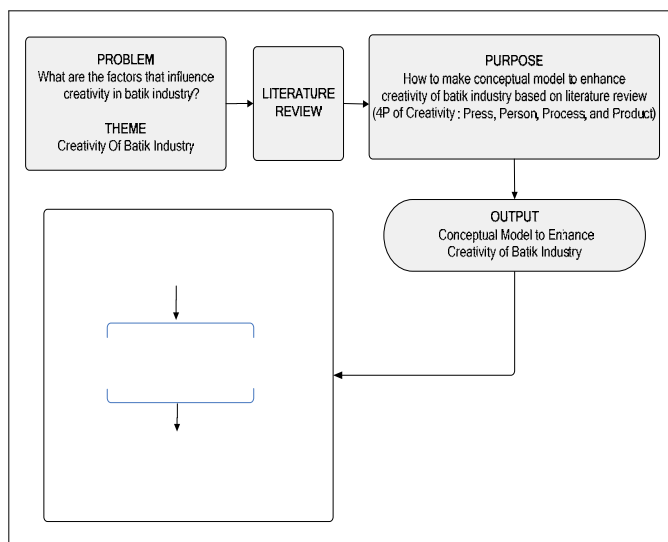 PROBLEM
What are the factors that influence
creativity in batik industry?
THEME
Creativity Of Batik Industry
LITERATURE
REVIEW
PURPOSE
How to make conceptual model to enhance
creativity of batik industry based on literature review
(4P of Creativity : Press, Person, Process, and Product)
OUTPUT
Conceptual Model to Enhance
Creativity of Batik Industry